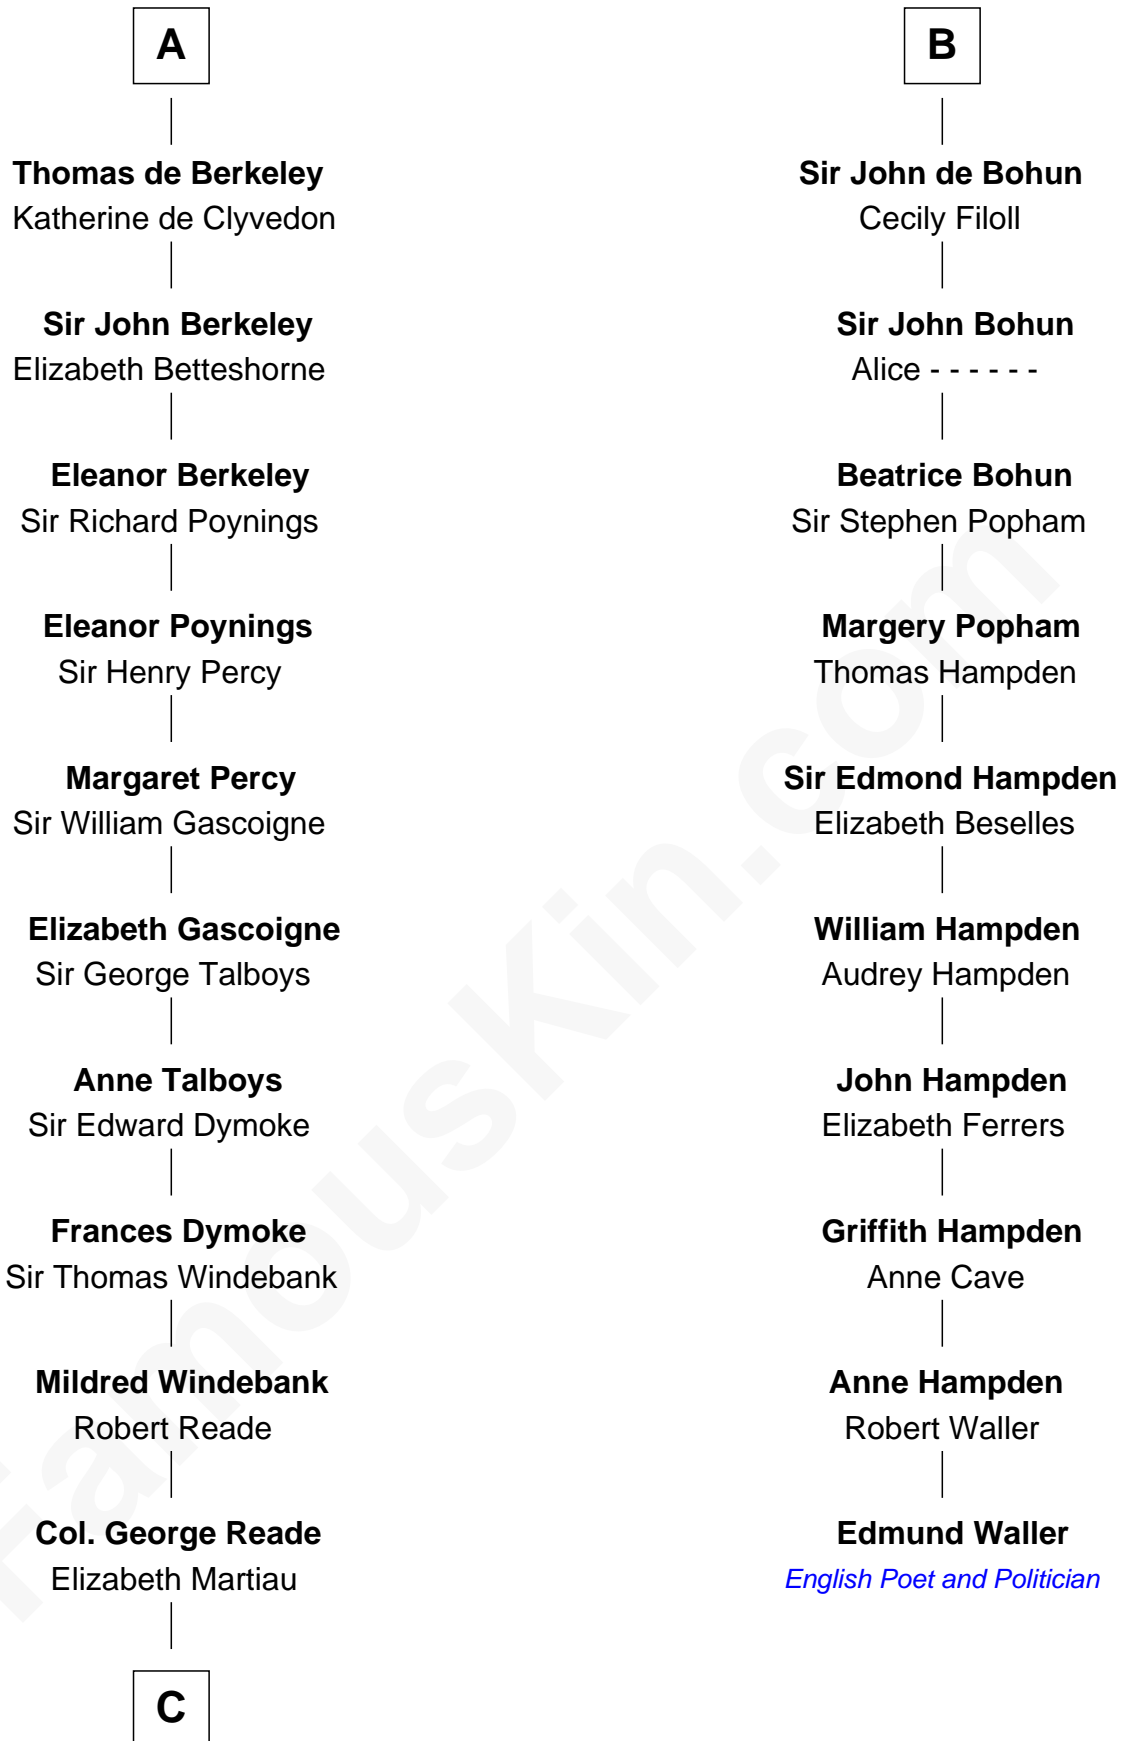 A
Thomas de Berkeley
Katherine de Clyvedon
Sir John Berkeley
Elizabeth Betteshorne
Eleanor Berkeley
Sir Richard Poynings
Eleanor Poynings
Sir Henry Percy
Margaret Percy
Sir William Gascoigne
Elizabeth Gascoigne
Sir George Talboys
Anne Talboys
Sir Edward Dymoke
Frances Dymoke
Sir Thomas Windebank
Mildred Windebank
Robert Reade
Col. George Reade
Elizabeth Martiau
C
B
Sir John de Bohun
Cecily Filoll
Sir John Bohun
Alice - - - - - -
Beatrice Bohun
Sir Stephen Popham
Margery Popham
Thomas Hampden
Sir Edmond Hampden
Elizabeth Beselles
William Hampden
Audrey Hampden
John Hampden
Elizabeth Ferrers
Griffith Hampden
Anne Cave
Anne Hampden
Robert Waller
Edmund Waller
English Poet and Politician
FamousKin.com